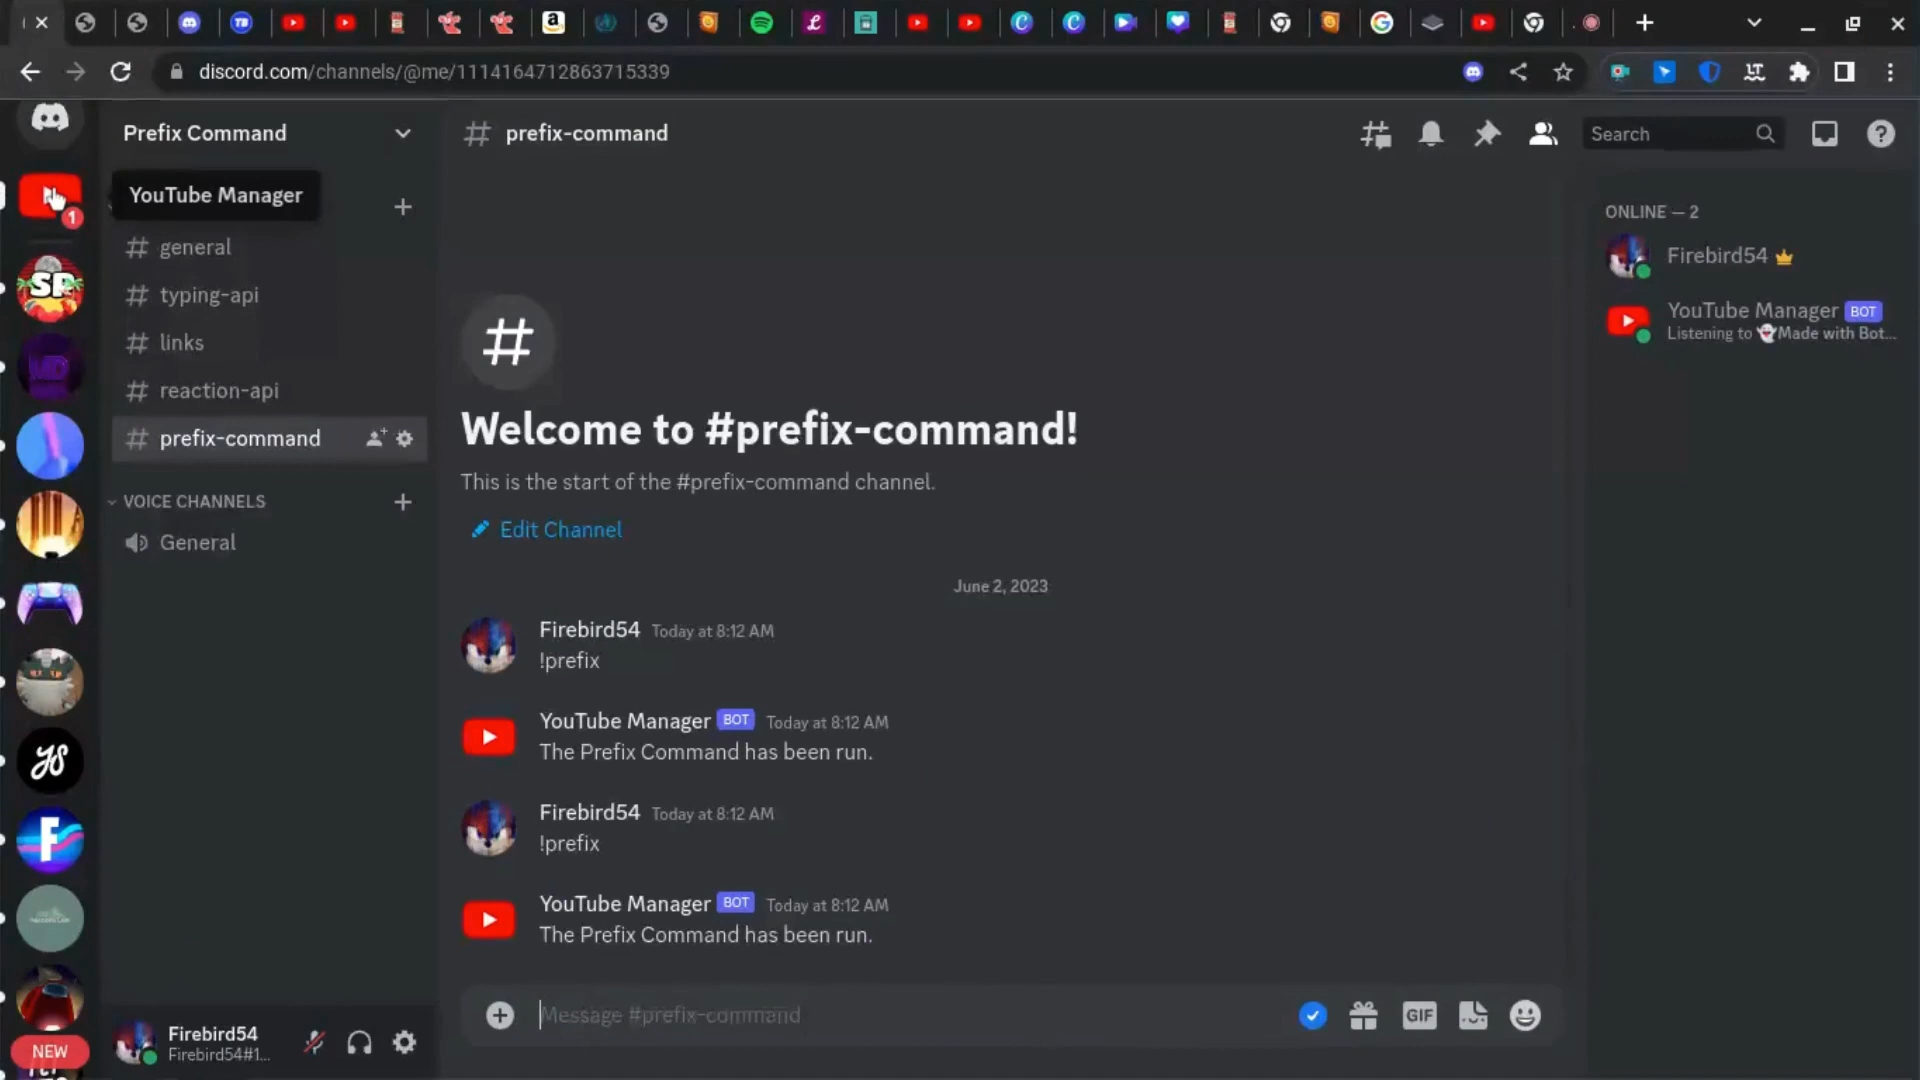 discord.com/channels/@me/1114164712863715339
Prefix Command
prefix-command
Search
YouTube Manager
1
general
typing-api
links
reaction-api
prefix-command
VOICE CHANNELS
General
Welcome to #prefix-command!
This is the start of the #prefix-command channel.
Edit Channel
June 2, 2023
Firebird54 Today at 8:12 AM
!prefix
YouTube Manager BOT Today at 8:12 AM
The Prefix Command has been run.
Firebird54 Today at 8:12 AM
!prefix
YouTube Manager BOT Today at 8:12 AM
The Prefix Command has been run.
Message #prefix-command
GIF
ONLINE — 2
Firebird54
YouTube Manager BOT
Listening to 👻Made with Bot...
SP
MD
F
NEW
Firebird54
Firebird54#1...